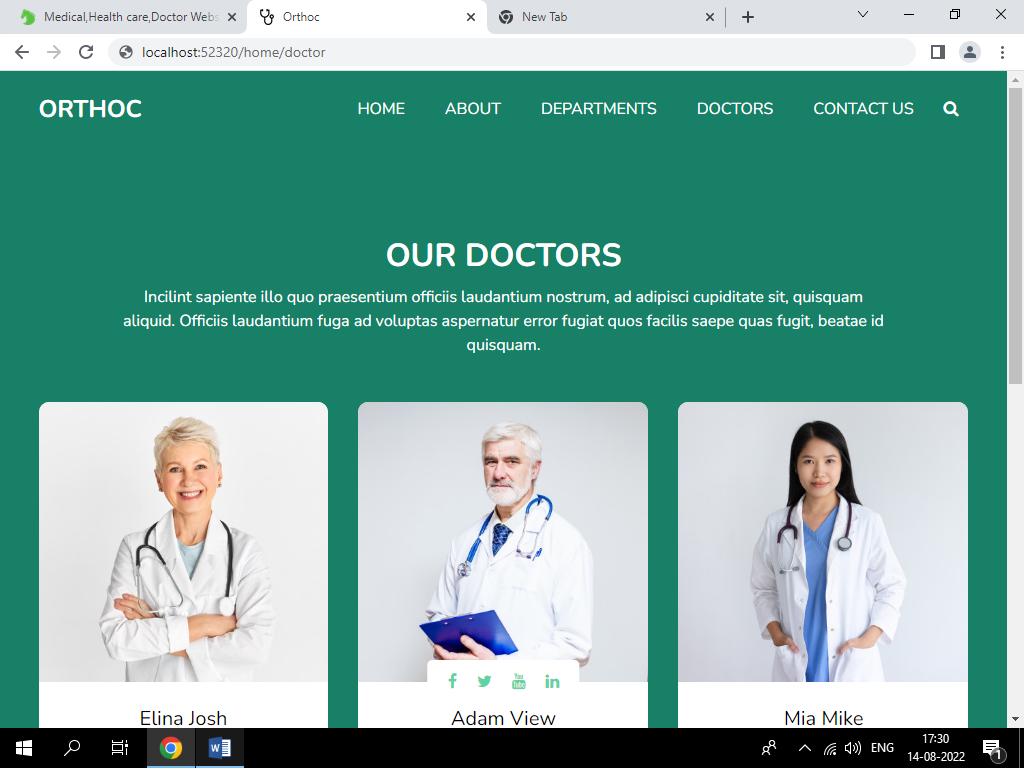 Medical,Health care,Doctor Webs
Orthoc
New Tab
localhost:52320/home/doctor
ORTHOC
HOME
ABOUT
DEPARTMENTS
DOCTORS
CONTACT US
OUR DOCTORS
Incilint sapiente illo quo praesentium officiis laudantium nostrum, ad adipisci cupiditate sit, quisquam
aliquid. Officiis laudantium fuga ad voluptas aspernatur error fugiat quos facilis saepe quas fugit, beatae id
quisquam.
You
Tube
Elina Josh
Adam View
Mia Mike
ENG
17:30
14-08-2022
1